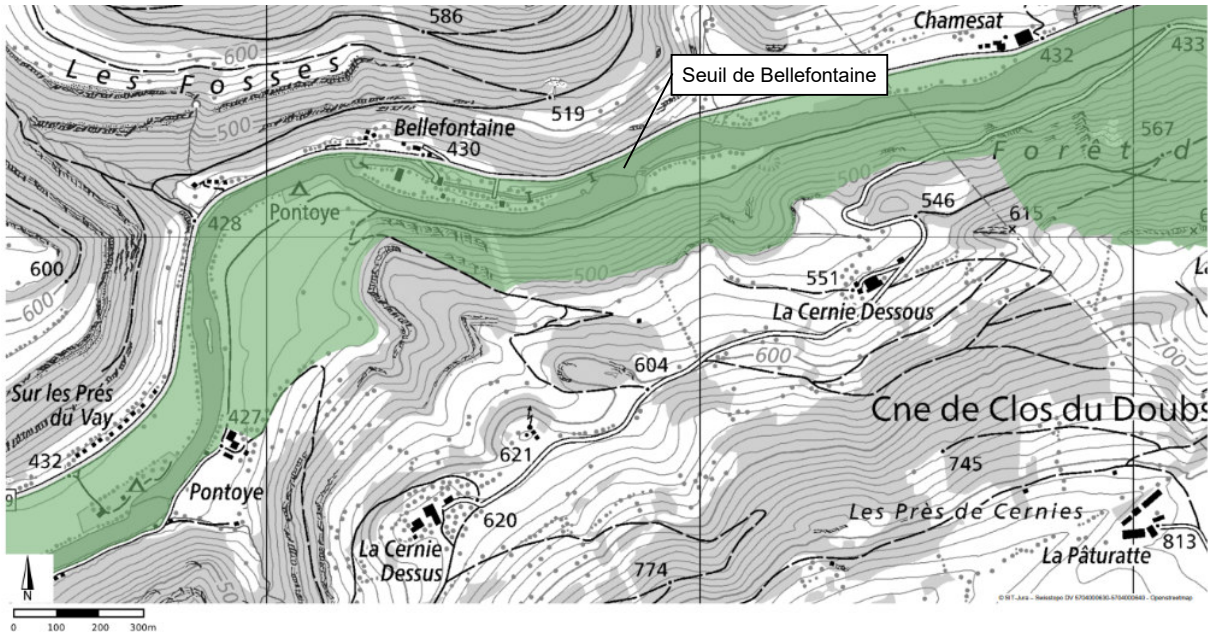 586
Chamesat
432
433
600
Les Fosses
Seuil de Bellefontaine
500
519
Bellefontaine
430
567
Forêt d
500
546
Pontoye
428
615
600
600
500
551
La Cernie Dessous
604
600
700
Sur les Prés
du Vay
427
Cne de Clos du Doubs
621
745
432
Pontoye
620
Les Près de Cernies
La Cernie
Dessus
774
La Pâturatte
813
N
0 100 200 300m